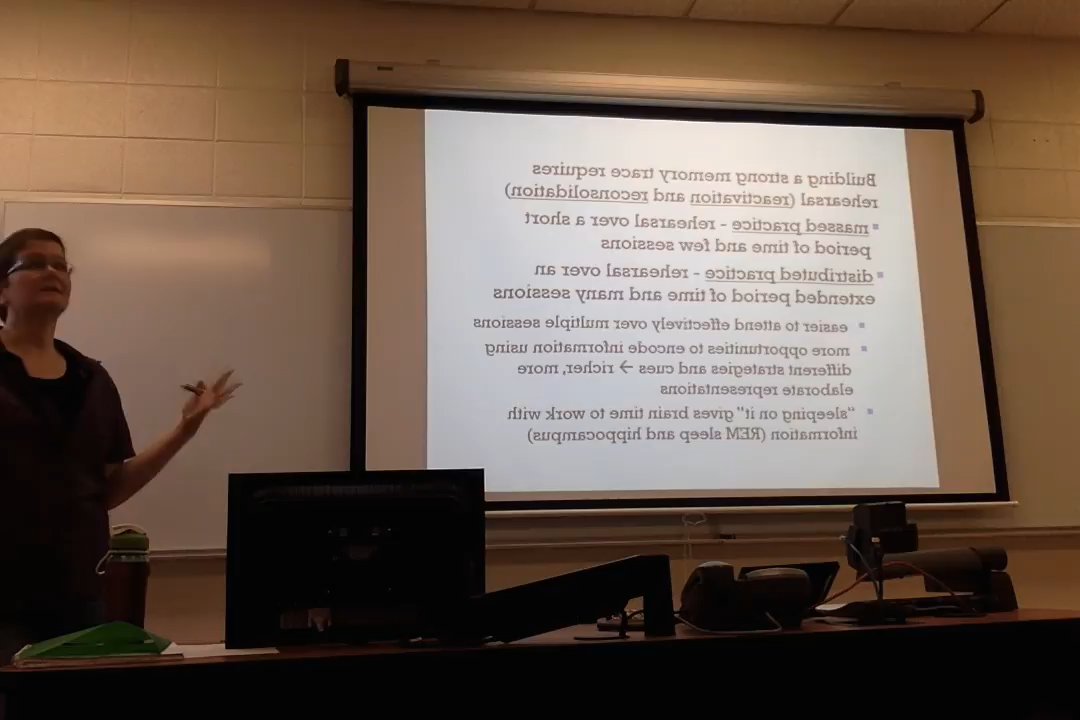 Building a strong memory trace requires
rehearsal (reactivation and reconsolidation)
▪ massed practice - rehearsal over a short
period of time and few sessions
▪ distributed practice - rehearsal over an
extended period of time and many sessions
▪ easier to attend effectively over multiple sessions
▪ more opportunities to encode information using
different strategies and cues → richer, more
elaborate representations
▪ "sleeping on it" gives brain time to work with
information (REM sleep and hippocampus)